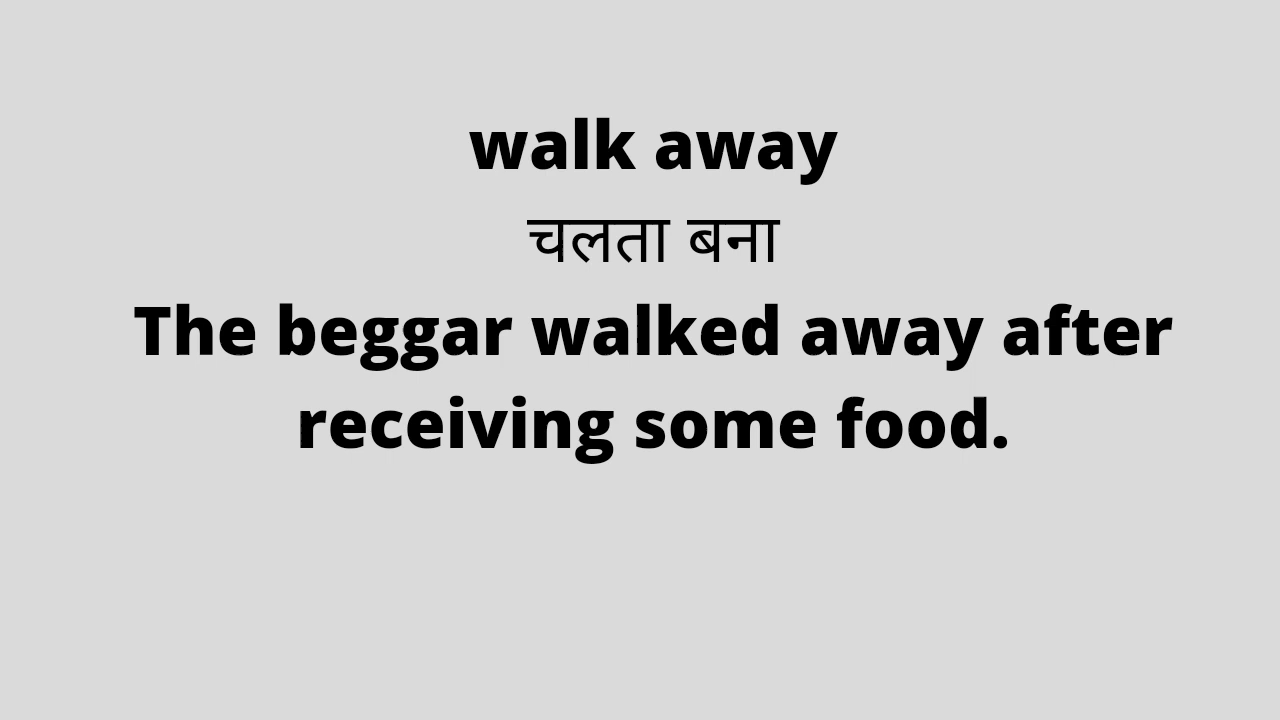 walk away
चलता बना
The beggar walked away after
receiving some food.